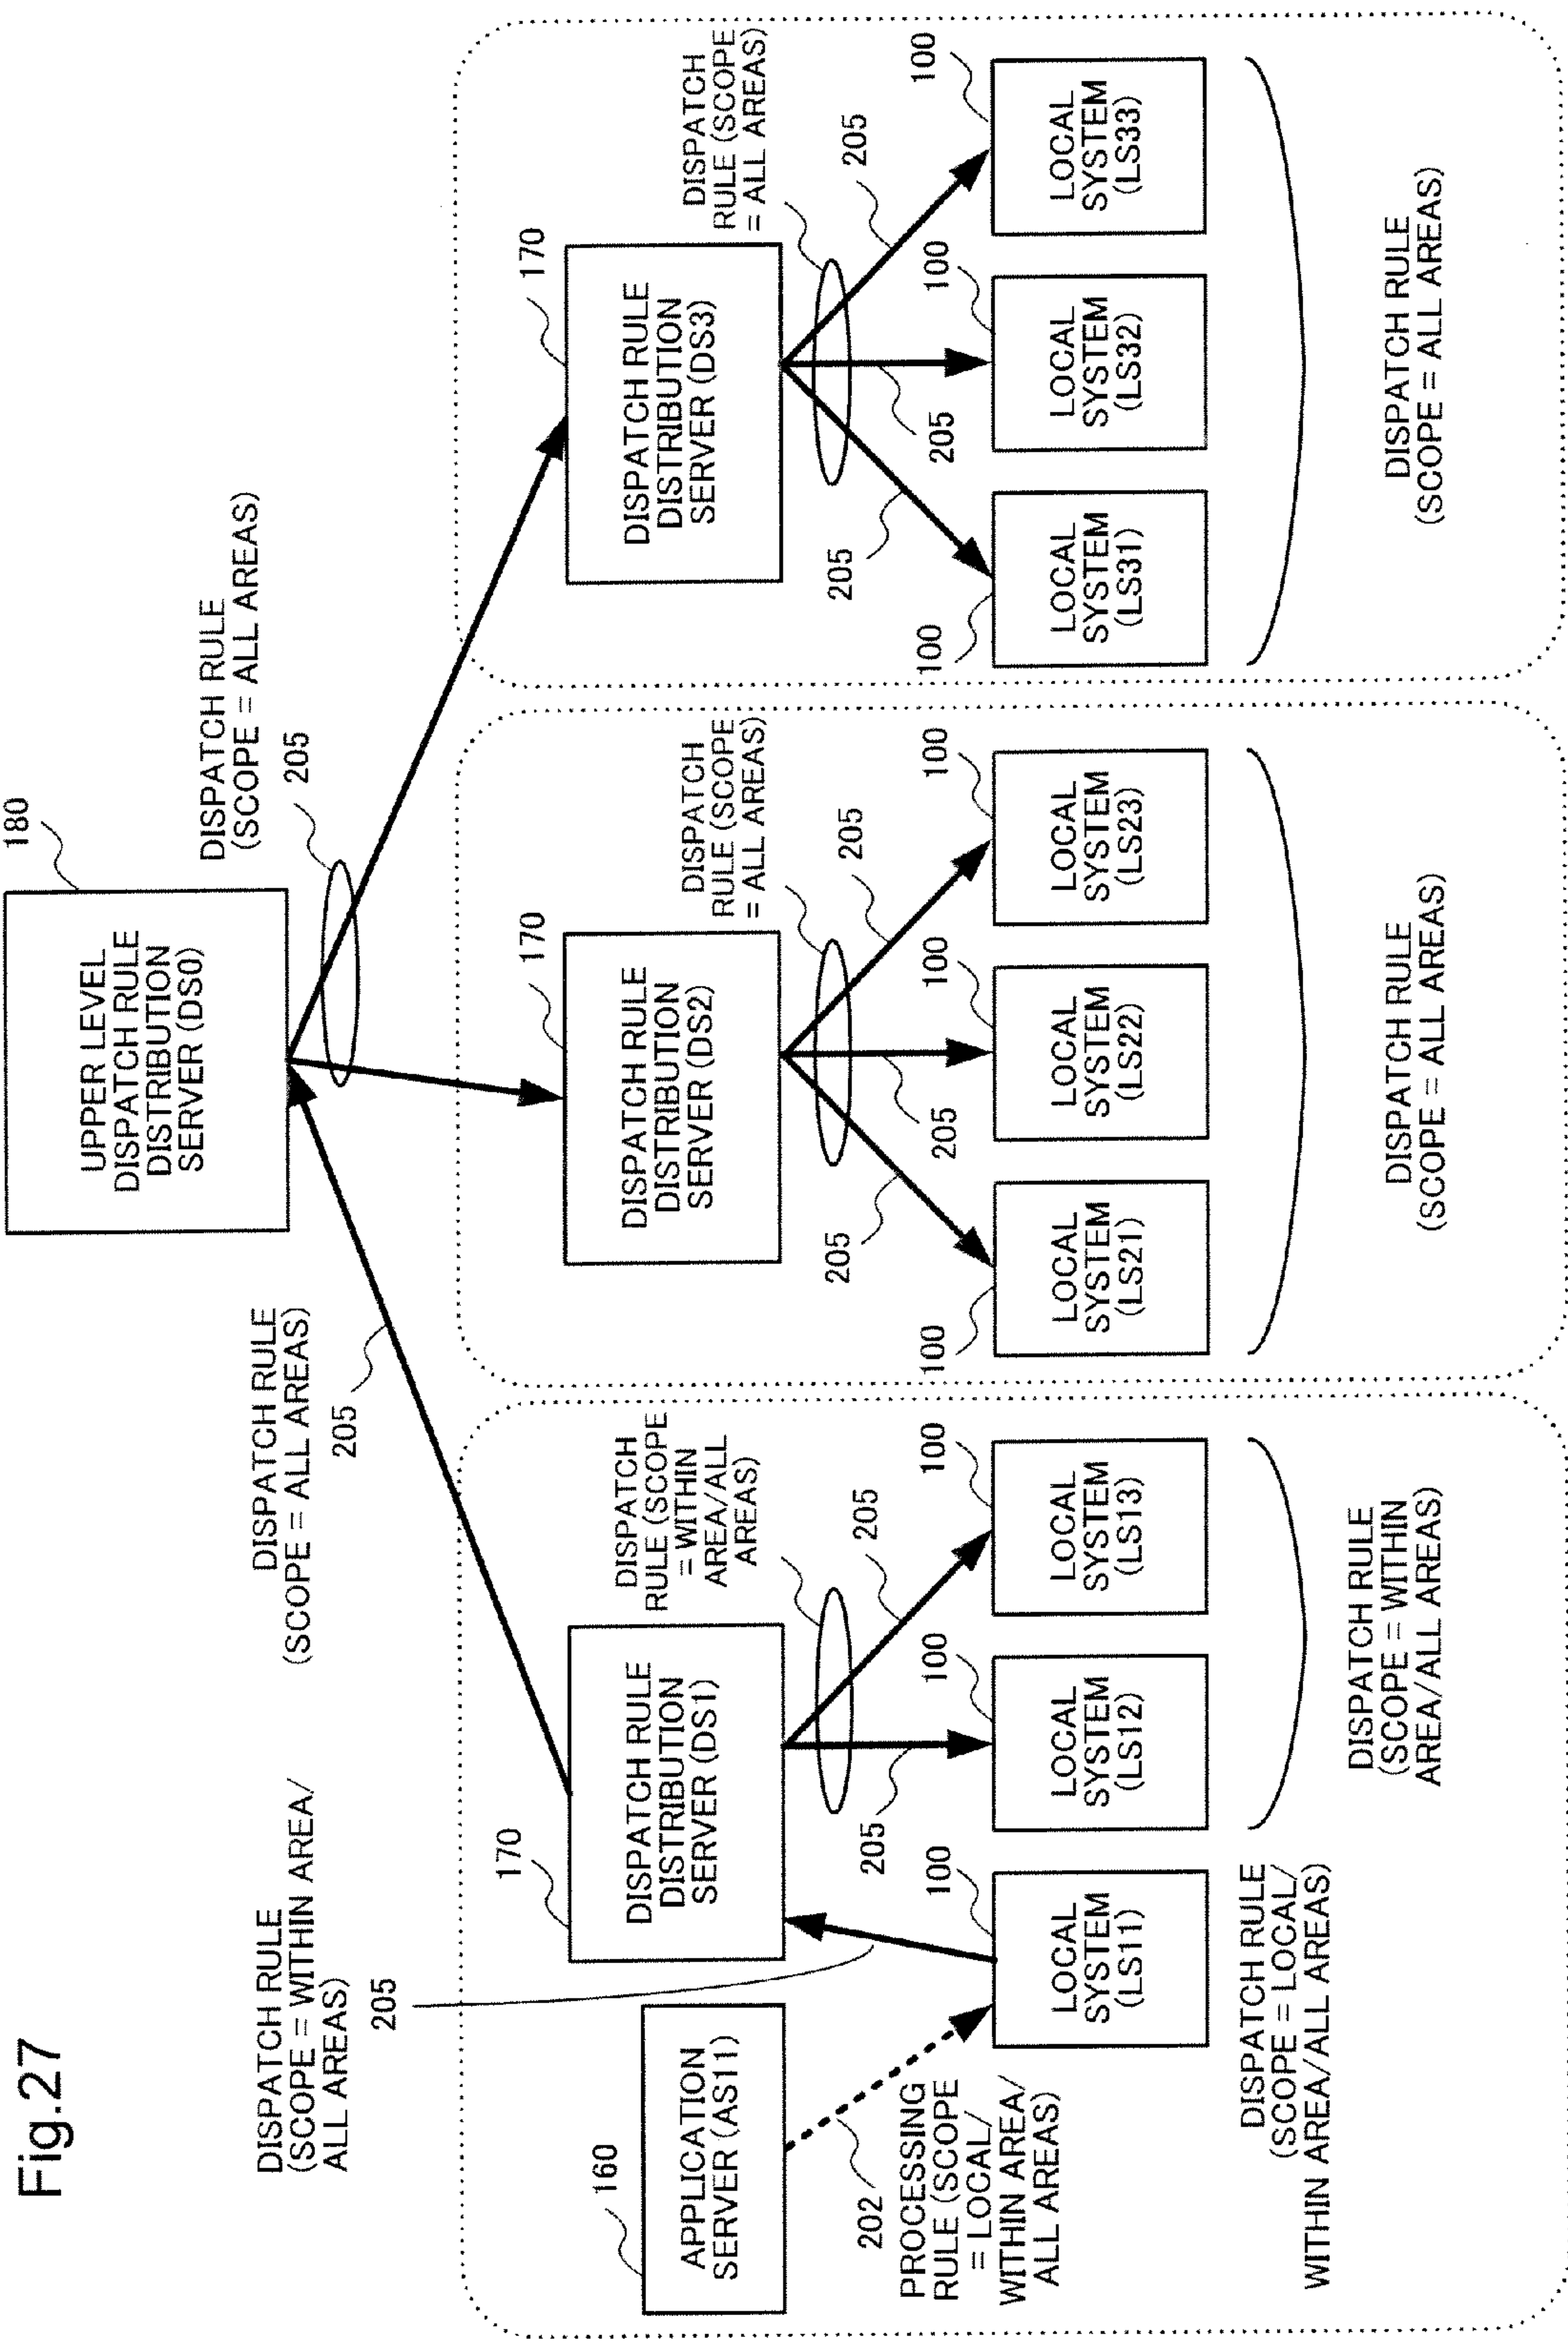 Fig.27
180
UPPER LEVEL
DISPATCH RULE
DISTRIBUTION
SERVER (DS0)
DISPATCH RULE
(SCOPE = WITHIN AREA/
ALL AREAS)
205
DISPATCH RULE
(SCOPE = ALL AREAS)
205
DISPATCH RULE
(SCOPE = ALL AREAS)
205
160
APPLICATION
SERVER (AS11)
170
DISPATCH RULE
DISTRIBUTION
SERVER (DS1)
DISPATCH
RULE (SCOPE
= WITHIN
AREA/ALL
AREAS)
202
PROCESSING
RULE (SCOPE
= LOCAL/
WITHIN AREA/
ALL AREAS)
205
205
100
LOCAL
SYSTEM
(LS11)
100
LOCAL
SYSTEM
(LS12)
100
LOCAL
SYSTEM
(LS13)
DISPATCH RULE
(SCOPE = LOCAL/
WITHIN AREA/ALL AREAS)
DISPATCH RULE
(SCOPE = WITHIN
AREA/ALL AREAS)
170
DISPATCH RULE
DISTRIBUTION
SERVER (DS2)
DISPATCH
RULE (SCOPE
= ALL AREAS)
205
205
205
100
LOCAL
SYSTEM
(LS21)
100
LOCAL
SYSTEM
(LS22)
100
LOCAL
SYSTEM
(LS23)
DISPATCH RULE
(SCOPE = ALL AREAS)
170
DISPATCH RULE
DISTRIBUTION
SERVER (DS3)
DISPATCH
RULE (SCOPE
= ALL AREAS)
205
205
205
100
LOCAL
SYSTEM
(LS31)
100
LOCAL
SYSTEM
(LS32)
100
LOCAL
SYSTEM
(LS33)
DISPATCH RULE
(SCOPE = ALL AREAS)